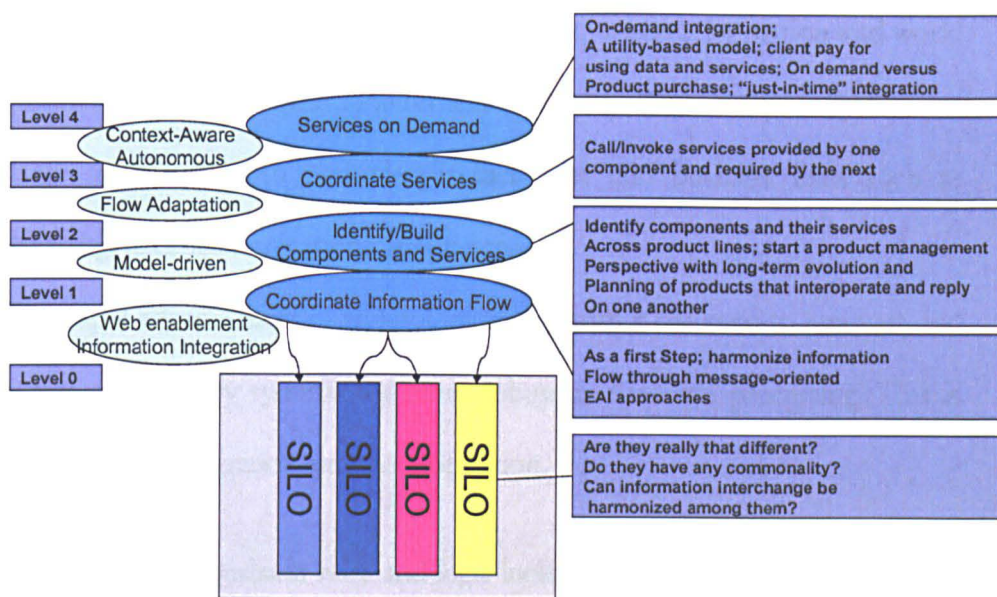 Level 4
Level 3
Level 2
Level 1
Level 0
Context-Aware
Autonomous
Flow Adaptation
Model-driven
Web enablement
Information Integration
Services on Demand
Coordinate Services
Identify/Build
Components and Services
Coordinate Information Flow
SILO
SILO
SILO
SILO
On-demand integration;
A utility-based model; client pay for
using data and services; On demand versus
Product purchase; “just-in-time” integration
Call/Invoke services provided by one
component and required by the next
Identify components and their services
Across product lines; start a product management
Perspective with long-term evolution and
Planning of products that interoperate and reply
On one another
As a first Step; harmonize information
Flow through message-oriented
EAI approaches
Are they really that different?
Do they have any commonality?
Can information interchange be
harmonized among them?